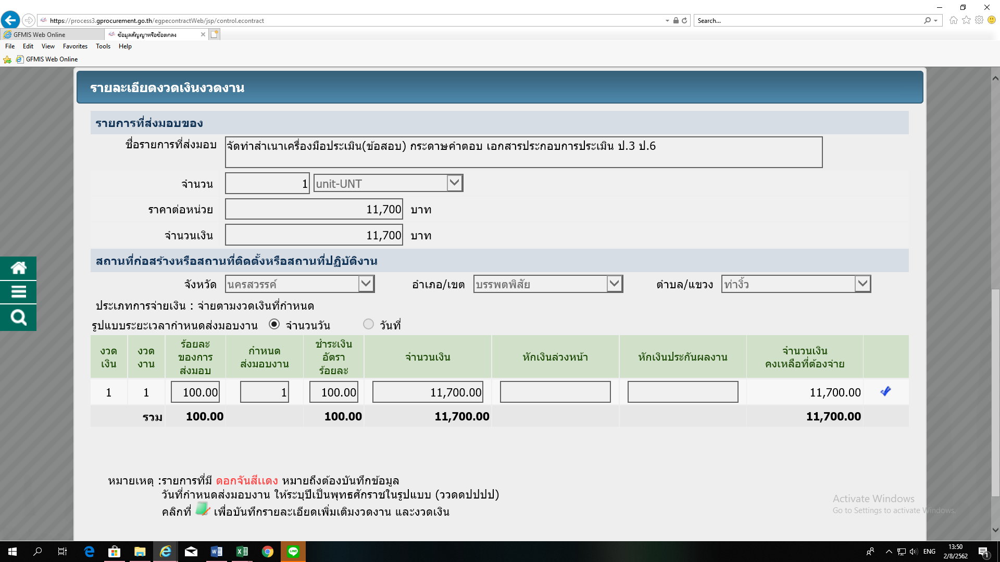 https://process3.gprocurement.go.th/egpecontractWeb/jsp/control.econtract
Search...
GFMIS Web Online
ข้อมูลสัญญาหรือข้อตกลง
File Edit View Favorites Tools Help
GFMIS Web Online
รายละเอียดงวดเงินงวดงาน
รายการที่ส่งมอบของ
ชื่อรายการที่ส่งมอบ จัดทำสำเนาเครื่องมือประเมิน(ข้อสอบ) กระดาษคำตอบ เอกสารประกอบการประเมิน ป.3 ป.6
จำนวน 1 unit-UNT
ราคาต่อหน่วย 11,700 บาท
จำนวนเงิน 11,700 บาท
สถานที่ก่อสร้างหรือสถานที่ติดตั้งหรือสถานที่ปฏิบัติงาน
จังหวัด นครสวรรค์ อำเภอ/เขต บรรพตพิสัย ตำบล/แขวง ท่างิ้ว
ประเภทการจ่ายเงิน : จ่ายตามงวดเงินที่กำหนด
รูปแบบระยะเวลากำหนดส่งมอบงาน จำนวนวัน วันที่
งวด
เงิน
งวด
งาน
ร้อยละ
ของการ
ส่งมอบ
กำหนด
ส่งมอบงาน
ชำระเงิน
อัตรา
ร้อยละ
จำนวนเงิน
หักเงินล่วงหน้า
หักเงินประกันผลงาน
จำนวนเงิน
คงเหลือที่ต้องจ่าย
1 1 100.00 1 100.00 11,700.00 11,700.00
รวม 100.00 100.00 11,700.00 11,700.00
หมายเหตุ :รายการที่มี ดอกจันสีแดง หมายถึงต้องบันทึกข้อมูล
วันที่กำหนดส่งมอบงาน ให้ระบุปีเป็นพุทธศักราชในรูปแบบ (ววดดปปปป)
คลิกที่ เพื่อบันทึกรายละเอียดเพิ่มเติมงวดงาน และงวดเงิน
Activate Windows
Go to Settings to activate Windows.
LINE
ENG
13:50
2/8/2562
1